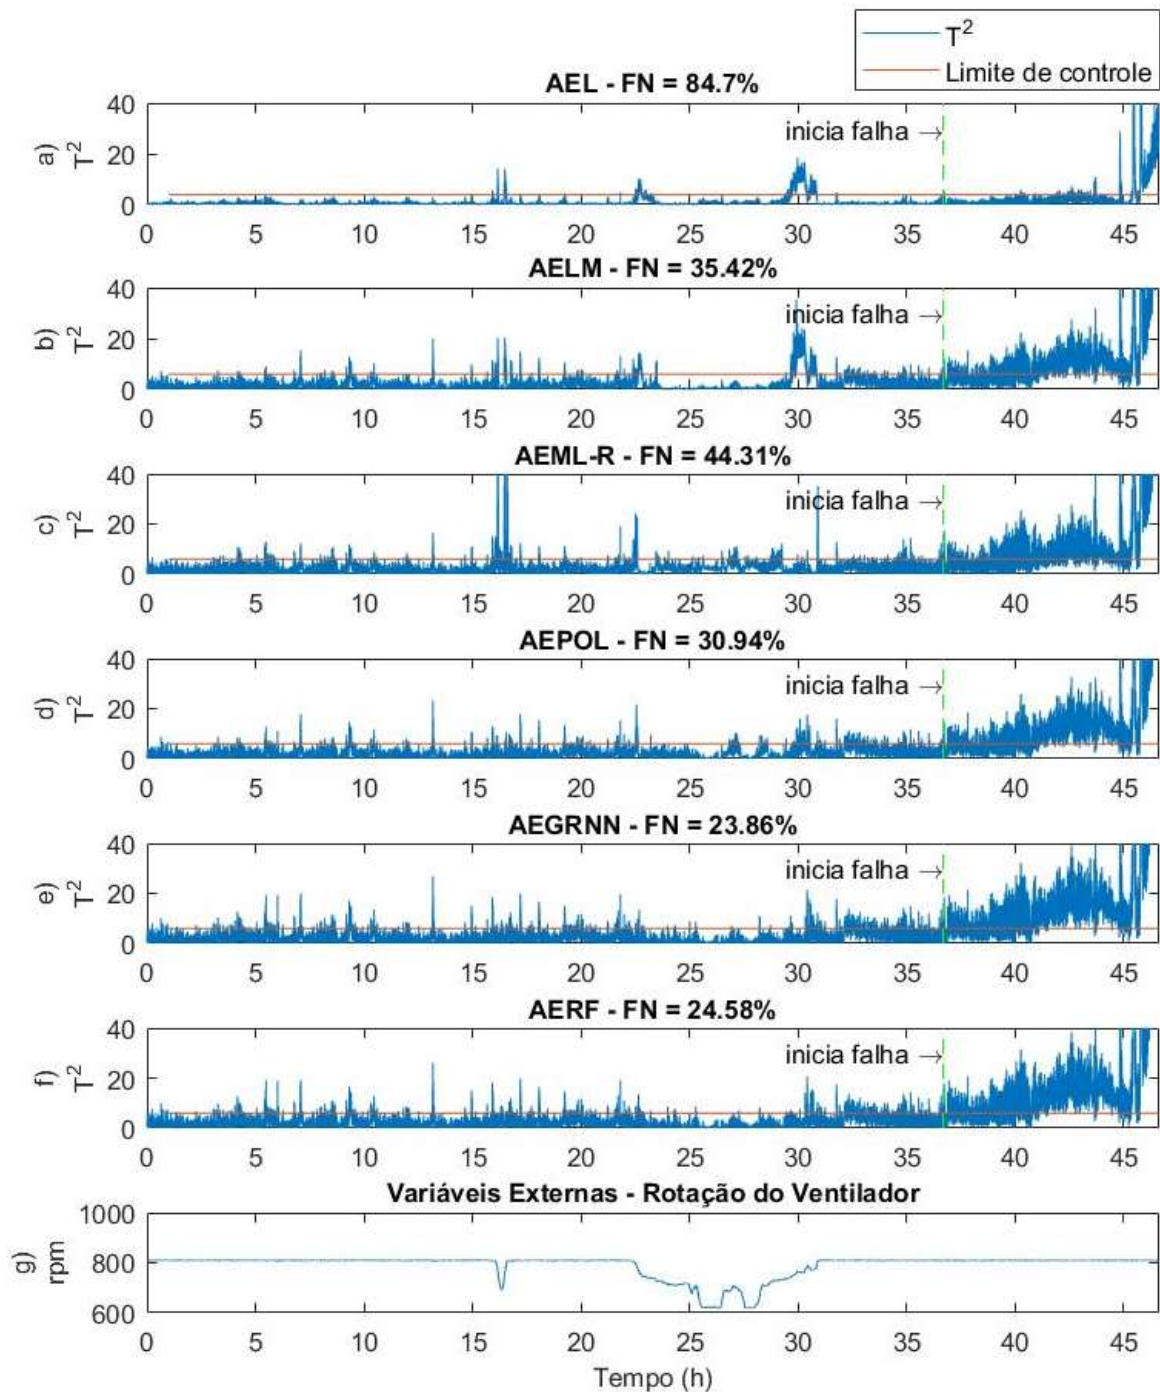 T²
Limite de controle
AEL - FN = 84.7%
a)
T²
40
20
0
inicia falha →
0 5 10 15 20 25 30 35 40 45
AELM - FN = 35.42%
b)
T²
40
20
0
inicia falha →
0 5 10 15 20 25 30 35 40 45
AEML-R - FN = 44.31%
c)
T²
40
20
0
inicia falha →
0 5 10 15 20 25 30 35 40 45
AEPOL - FN = 30.94%
d)
T²
40
20
0
inicia falha →
0 5 10 15 20 25 30 35 40 45
AEGRNN - FN = 23.86%
e)
T²
40
20
0
inicia falha →
0 5 10 15 20 25 30 35 40 45
AERF - FN = 24.58%
f)
T²
40
20
0
inicia falha →
0 5 10 15 20 25 30 35 40 45
Variáveis Externas - Rotação do Ventilador
g)
rpm
1000
800
600
0 5 10 15 20 25 30 35 40 45
Tempo (h)